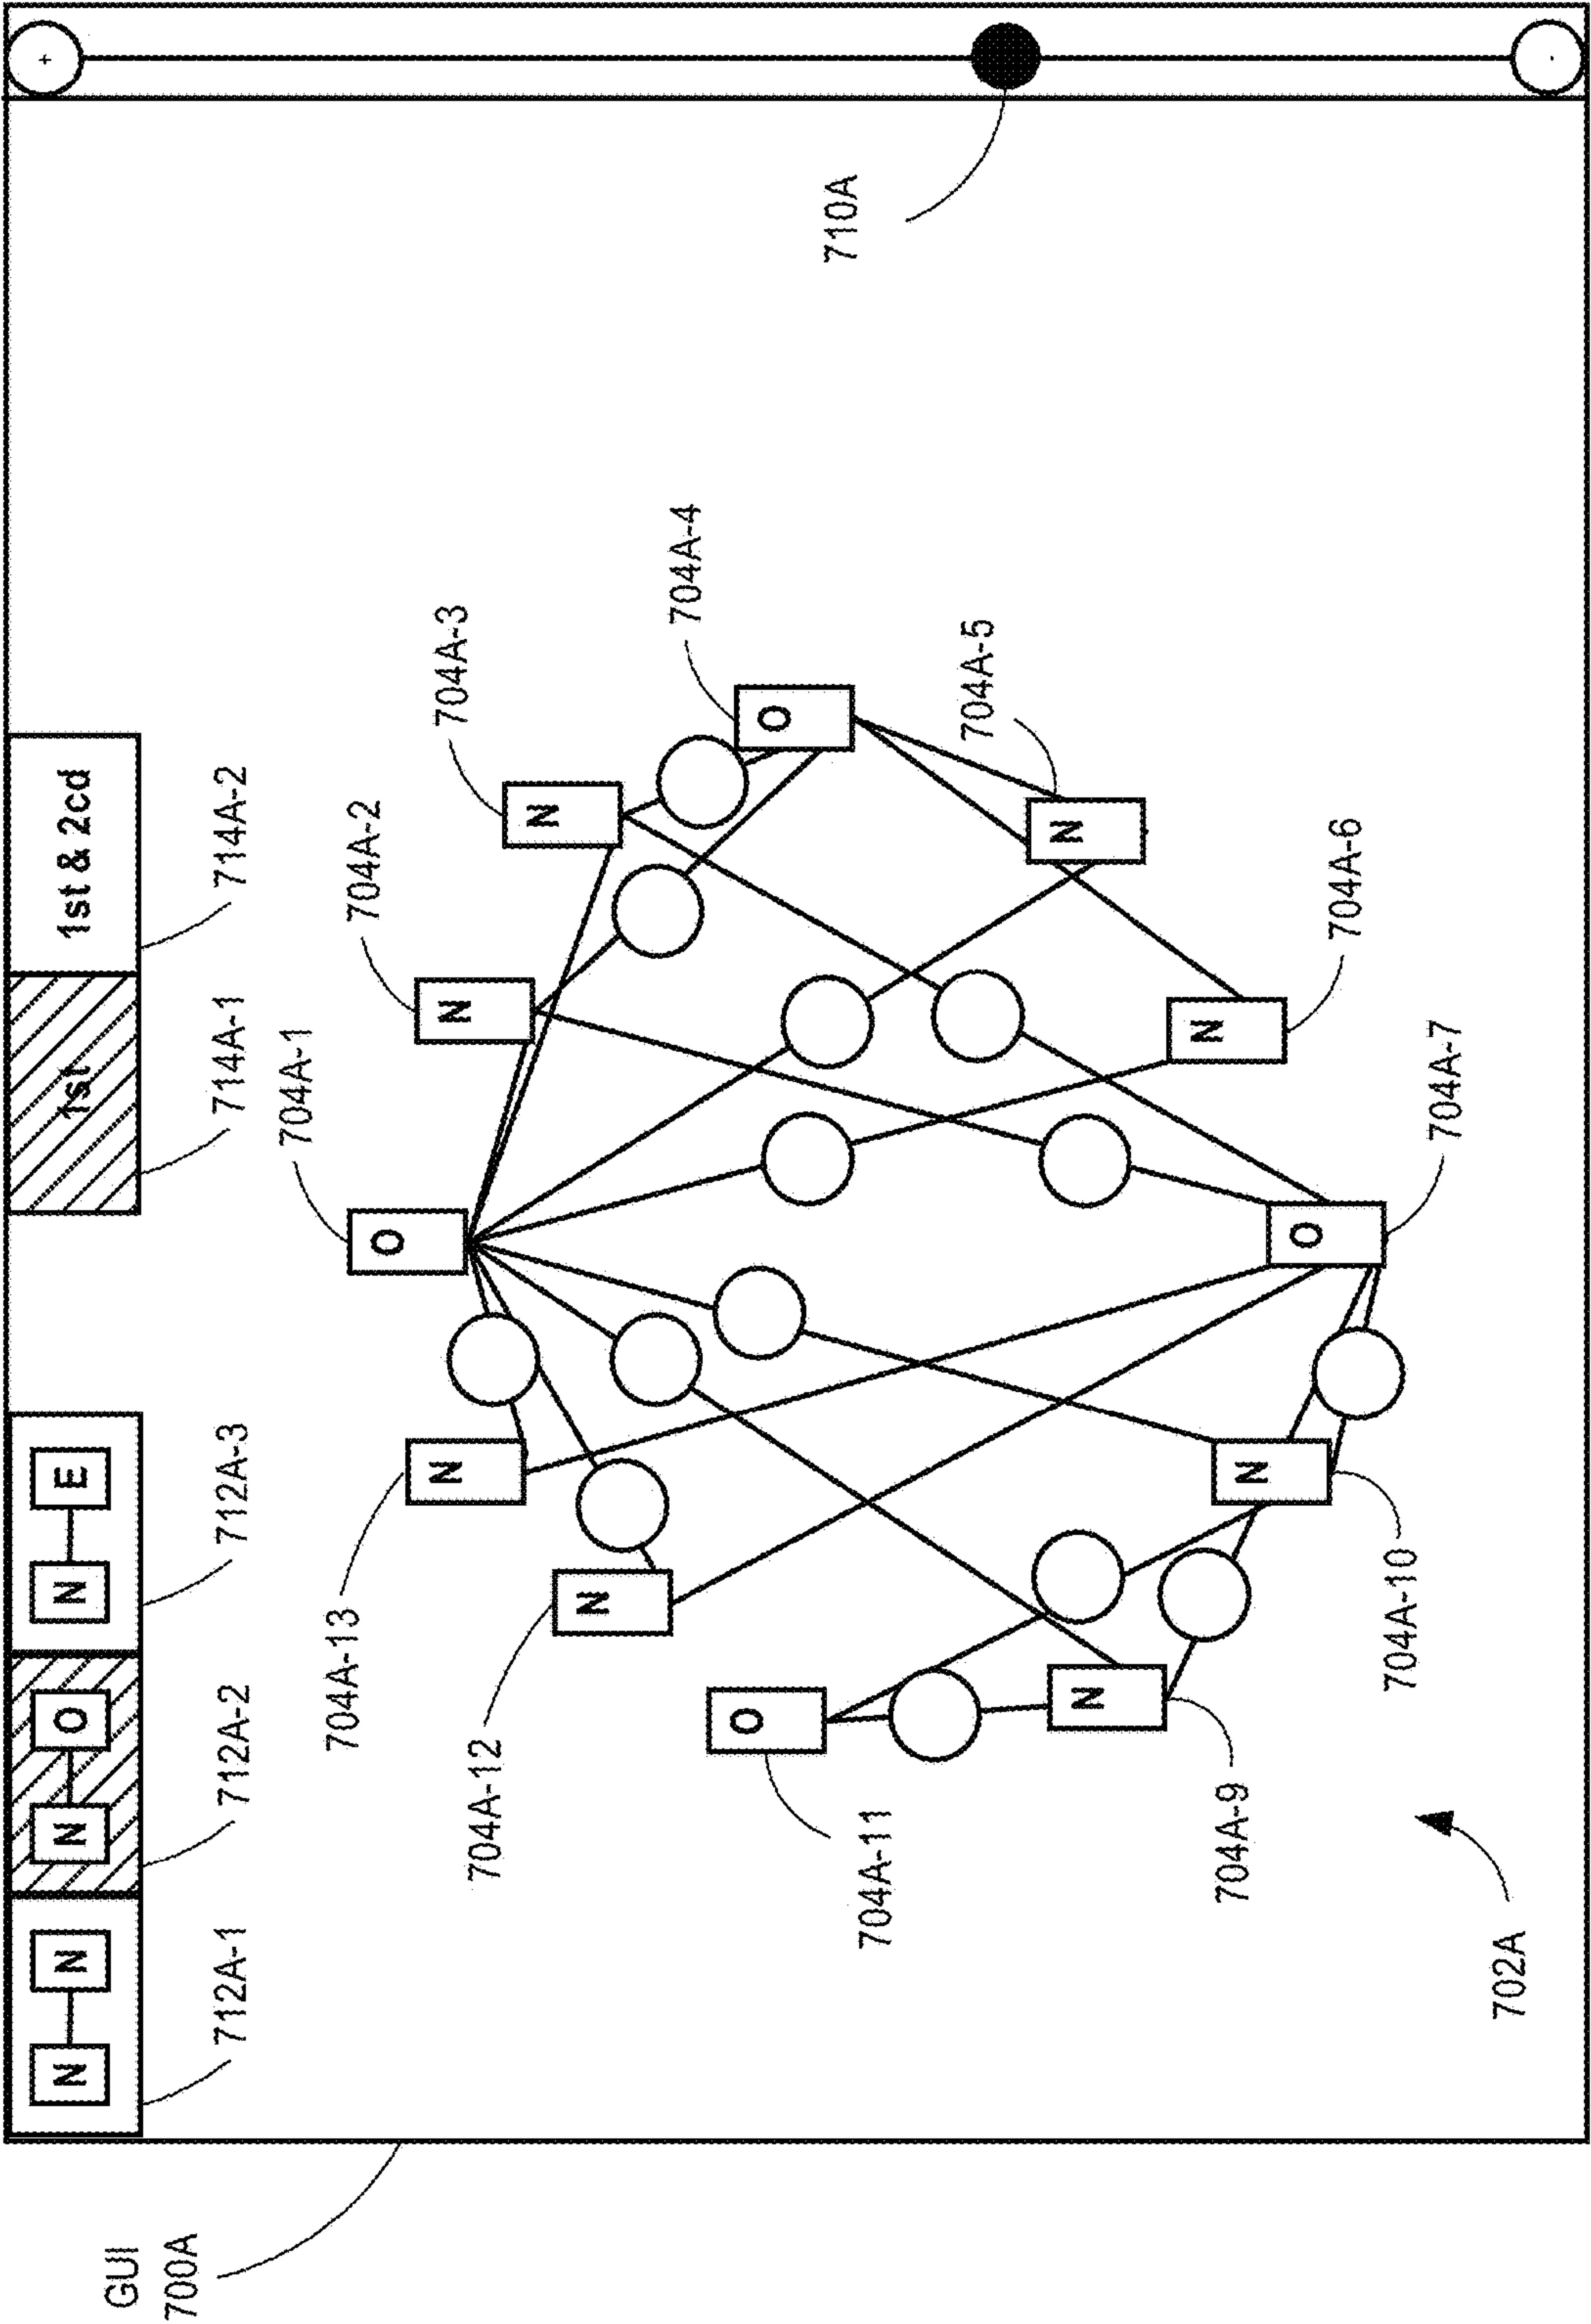 +
N N
N O
N E
1st
1st & 2cd
GUI
700A
712A-1
712A-2
712A-3
714A-1
714A-2
704A-1
704A-13
704A-2
O
704A-3
N
N
704A-12
N
N
704A-4
O
O
710A
704A-11
704A-5
N
N
N
704A-9
N
O
704A-6
704A-10
704A-7
702A
-